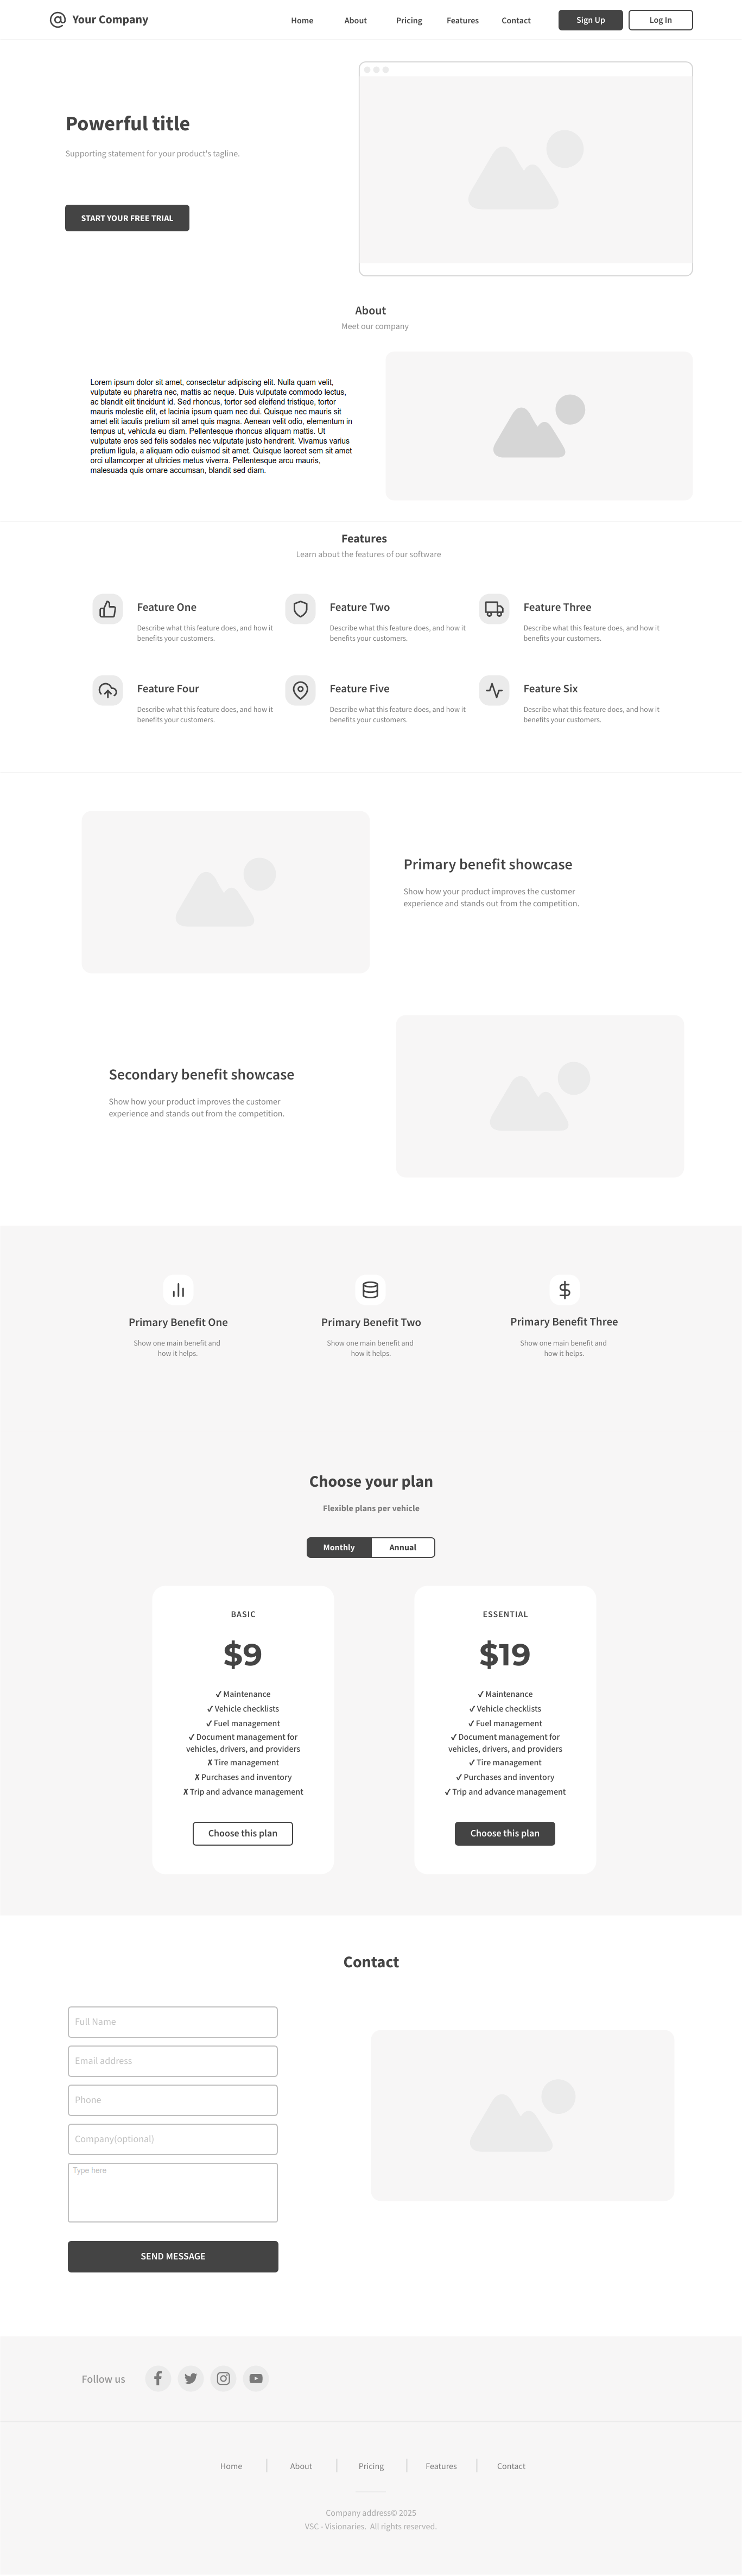 Your Company
Home About Pricing Features Contact Sign Up Log In
Powerful title
Supporting statement for your product's tagline.
START YOUR FREE TRIAL
About
Meet our company
Lorem ipsum dolor sit amet, consectetur adipiscing elit. Nulla quam velit,
vulputate eu pharetra nec, mattis ac neque. Duis vulputate commodo lectus,
ac blandit elit tincidunt id. Sed rhoncus, tortor sed eleifend tristique, tortor
mauris molestie elit, et lacinia ipsum quam nec dui. Quisque nec mauris sit
amet elit iaculis pretium sit amet quis magna. Aenean velit odio, elementum in
tempus ut, vehicula eu diam. Pellentesque rhoncus aliquam mattis. Ut
vulputate eros sed felis sodales nec vulputate justo hendrerit. Vivamus varius
pretium ligula, a aliquam odio euismod sit amet. Quisque laoreet sem sit amet
orci ullamcorper at ultricies metus viverra. Pellentesque arcu mauris,
malesuada quis ornare accumsan, blandit sed diam.
Features
Learn about the features of our software
Feature One
Describe what this feature does, and how it
benefits your customers.
Feature Two
Describe what this feature does, and how it
benefits your customers.
Feature Three
Describe what this feature does, and how it
benefits your customers.
Feature Four
Describe what this feature does, and how it
benefits your customers.
Feature Five
Describe what this feature does, and how it
benefits your customers.
Feature Six
Describe what this feature does, and how it
benefits your customers.
Primary benefit showcase
Show how your product improves the customer
experience and stands out from the competition.
Secondary benefit showcase
Show how your product improves the customer
experience and stands out from the competition.
Primary Benefit One
Show one main benefit and
how it helps.
Primary Benefit Two
Show one main benefit and
how it helps.
Primary Benefit Three
Show one main benefit and
how it helps.
Choose your plan
Flexible plans per vehicle
Monthly Annual
BASIC
$9
✓ Maintenance
✓ Vehicle checklists
✓ Fuel management
✓ Document management for
vehicles, drivers, and providers
✗ Tire management
✗ Purchases and inventory
✗ Trip and advance management
Choose this plan
ESSENTIAL
$19
✓ Maintenance
✓ Vehicle checklists
✓ Fuel management
✓ Document management for
vehicles, drivers, and providers
✓ Tire management
✓ Purchases and inventory
✓ Trip and advance management
Choose this plan
Contact
Full Name
Email address
Phone
Company(optional)
Type here
SEND MESSAGE
Follow us
Home About Pricing Features Contact
Company address© 2025
VSC - Visionaries. All rights reserved.